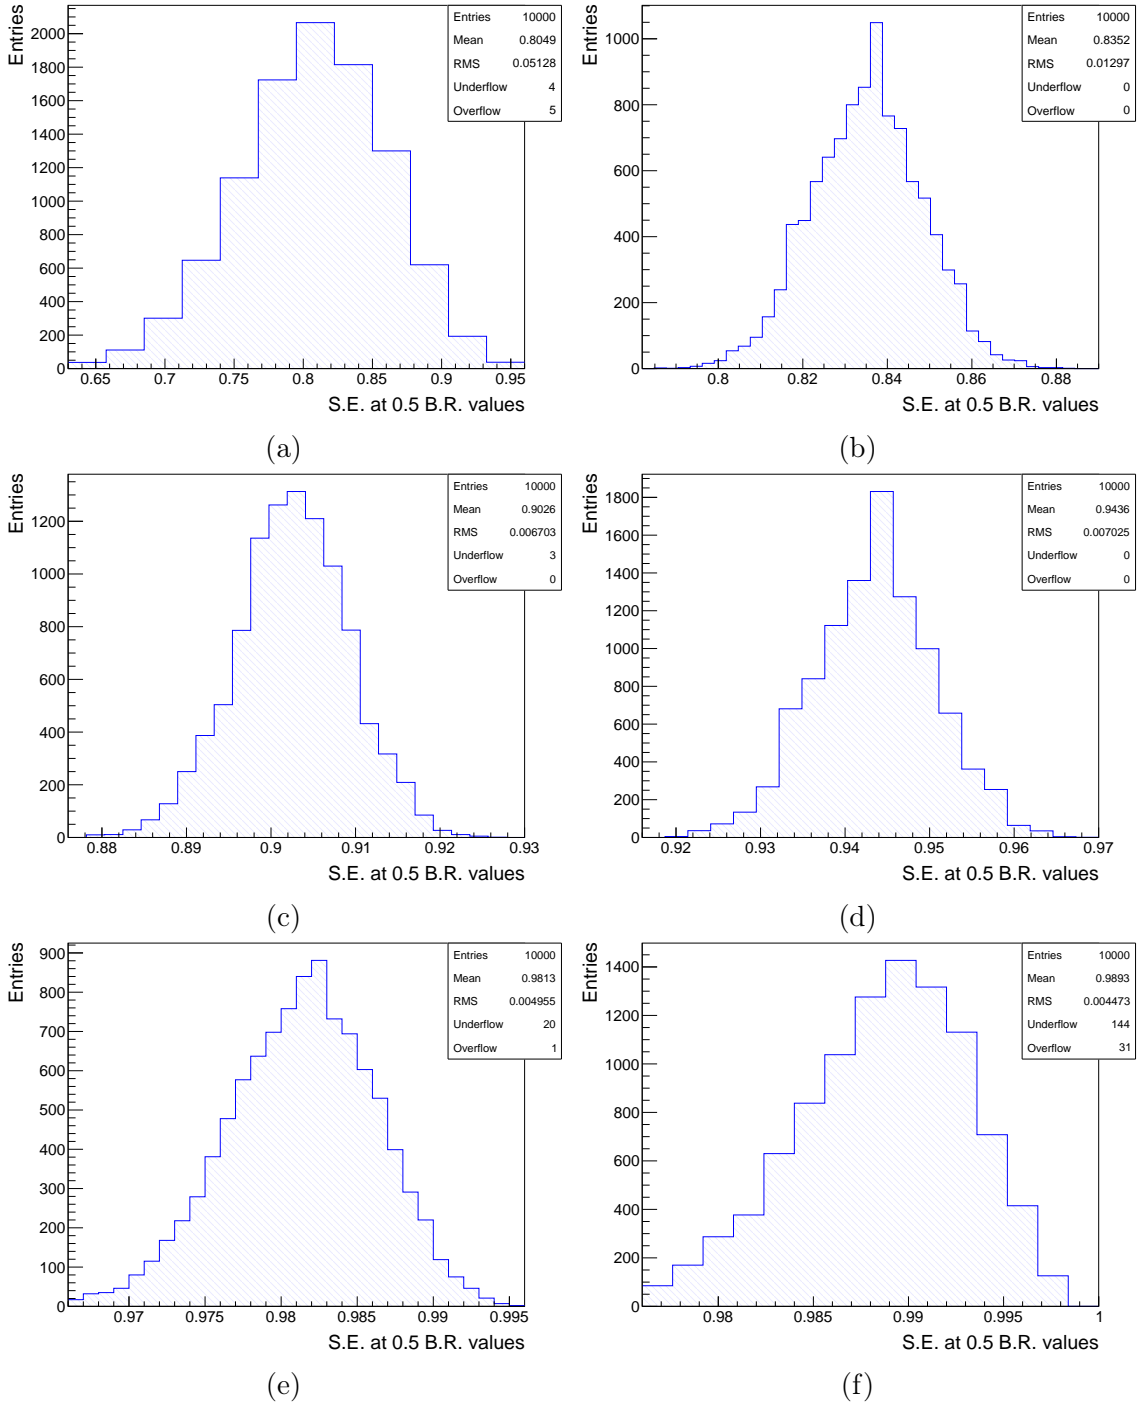 Entries
2000
1800
1600
1400
1200
1000
800
600
400
200
0
0.65 0.7 0.75 0.8 0.85 0.9 0.95
S.E. at 0.5 B.R. values
Entries 10000
Mean 0.8049
RMS 0.05128
Underflow 4
Overflow 5
(a)
Entries
1000
800
600
400
200
0
0.8 0.82 0.84 0.86 0.88
S.E. at 0.5 B.R. values
Entries 10000
Mean 0.8352
RMS 0.01297
Underflow 0
Overflow 0
(b)
Entries
1200
1000
800
600
400
200
0
0.88 0.89 0.9 0.91 0.92 0.93
S.E. at 0.5 B.R. values
Entries 10000
Mean 0.9026
RMS 0.006703
Underflow 3
Overflow 0
(c)
Entries
1800
1600
1400
1200
1000
800
600
400
200
0
0.92 0.93 0.94 0.95 0.96 0.97
S.E. at 0.5 B.R. values
Entries 10000
Mean 0.9436
RMS 0.007025
Underflow 0
Overflow 0
(d)
Entries
900
800
700
600
500
400
300
200
100
0
0.97 0.975 0.98 0.985 0.99 0.995
S.E. at 0.5 B.R. values
Entries 10000
Mean 0.9813
RMS 0.004955
Underflow 20
Overflow 1
(e)
Entries
1400
1200
1000
800
600
400
200
0
0.98 0.985 0.99 0.995 1
S.E. at 0.5 B.R. values
Entries 10000
Mean 0.9893
RMS 0.004473
Underflow 144
Overflow 31
(f)